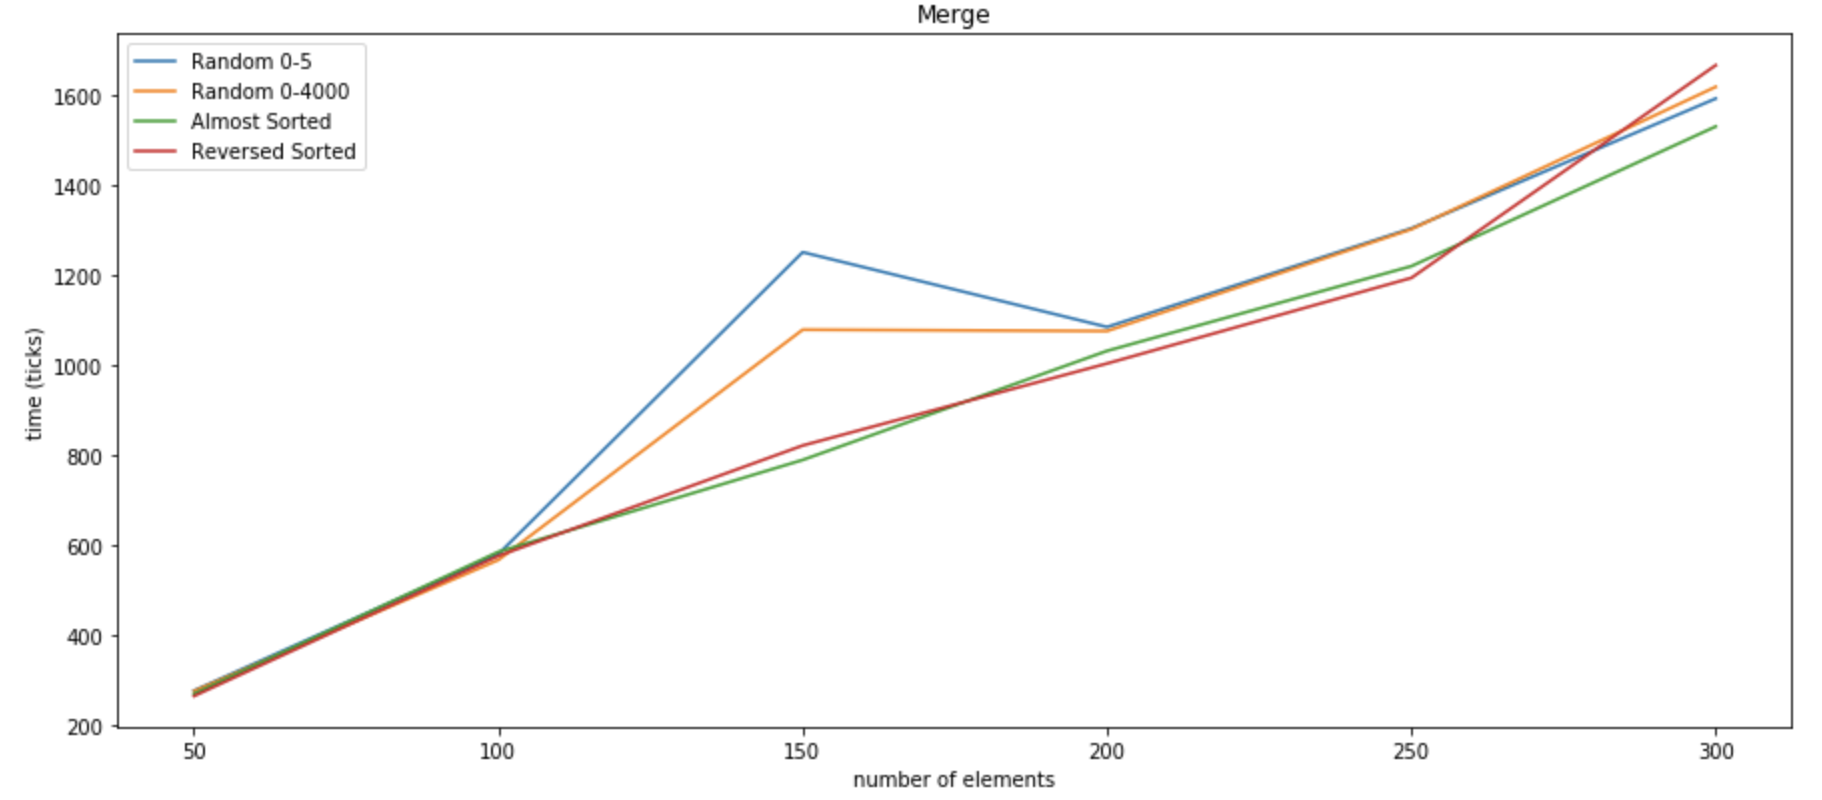 Merge
Random 0-5
Random 0-4000
Almost Sorted
Reversed Sorted
1600
1400
1200
1000
800
600
400
200
time (ticks)
50 100 150 200 250 300
number of elements